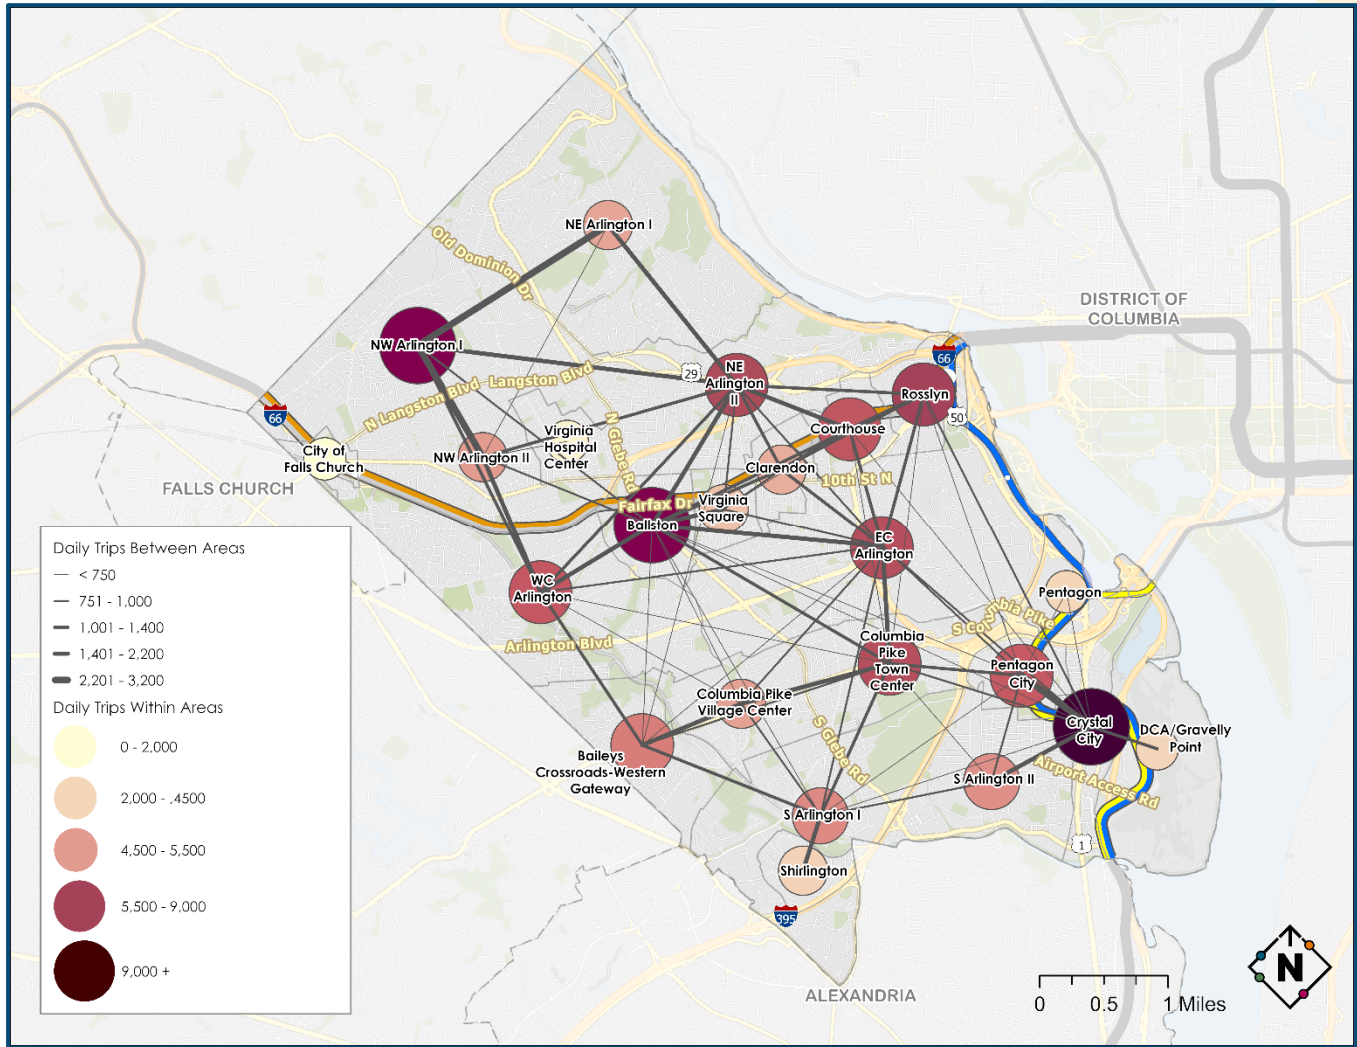 NE Arlington I
Old Dominion Dr
DISTRICT OF
COLUMBIA
NW Arlington I
66
29
NE
Arlington
II
N Langston Blvd
Langston Blvd
Rosslyn
66
50
City of
Falls Church
NW Arlington II
Virginia
Hospital
Center
N Glebe Rd
Courthouse
Clarendon
10th St N
FALLS CHURCH
Fairfax Dr
Virginia
Square
Ballston
EC
Arlington
WC
Arlington
Pentagon
S Columbia Pike
Arlington Blvd
Columbia
Pike
Town
Center
Pentagon
City
Columbia Pike
Village Center
Crystal
City
DCA/Gravelly
Point
Baileys
Crossroads-Western
Gateway
S Glebe Rd
S Arlington II
Airport Access Rd
S Arlington I
1
Shirlington
395
ALEXANDRIA
Daily Trips Between Areas
< 750
751 - 1,000
1,001 - 1,400
1,401 - 2,200
2,201 - 3,200
Daily Trips Within Areas
0 - 2,000
2,000 - ,4500
4,500 - 5,500
5,500 - 9,000
9,000 +
N
0 0.5 1 Miles